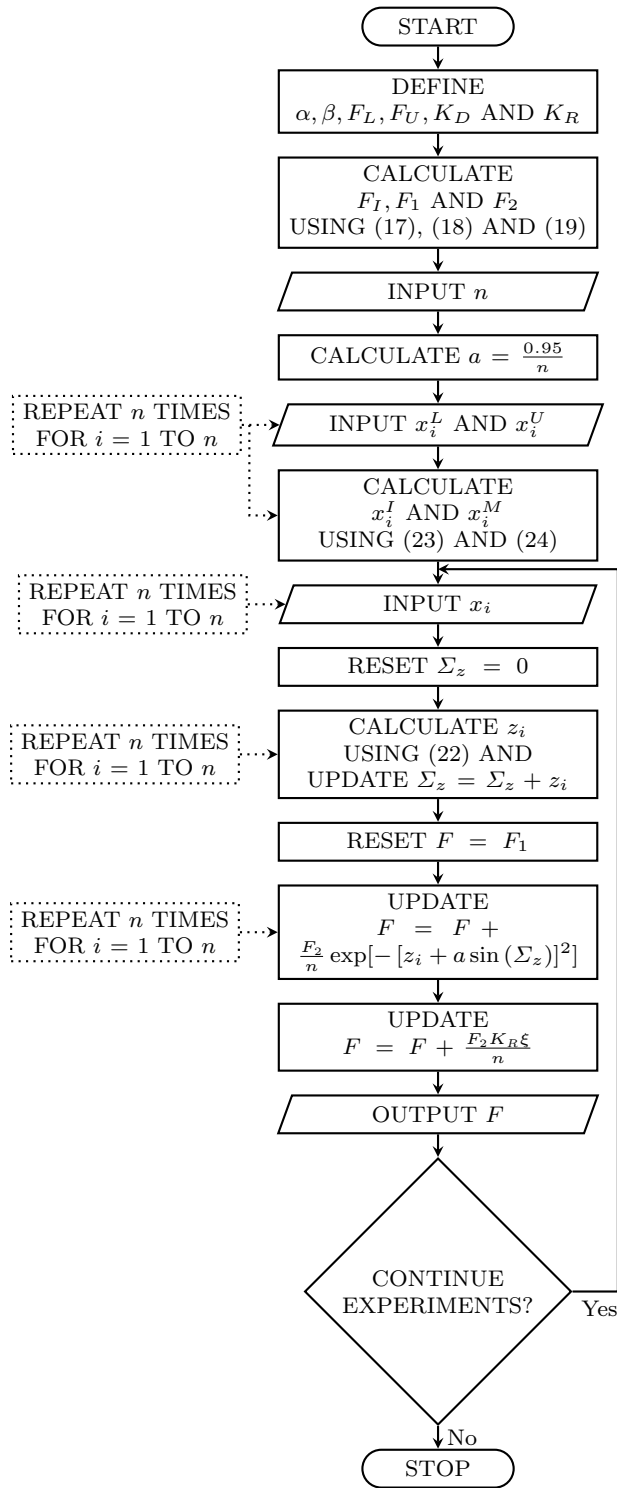 START
DEFINE
α, β, F_L, F_U, K_D AND K_R
CALCULATE
F_I, F_1 AND F_2
USING (17), (18) AND (19)
INPUT n
CALCULATE a = \frac{0.95}{n}
REPEAT n TIMES
FOR i = 1 TO n
INPUT x_i^L AND x_i^U
CALCULATE
x_i^I AND x_i^M
USING (23) AND (24)
REPEAT n TIMES
FOR i = 1 TO n
INPUT x_i
RESET Σ_z = 0
REPEAT n TIMES
FOR i = 1 TO n
CALCULATE z_i
USING (22) AND
UPDATE Σ_z = Σ_z + z_i
RESET F = F_1
REPEAT n TIMES
FOR i = 1 TO n
UPDATE
F = F +
\frac{F_2}{n} exp[− [z_i + a sin (Σ_z)]^2]
UPDATE
F = F + \frac{F_2 K_R ξ}{n}
OUTPUT F
CONTINUE
EXPERIMENTS?
Yes
No
STOP